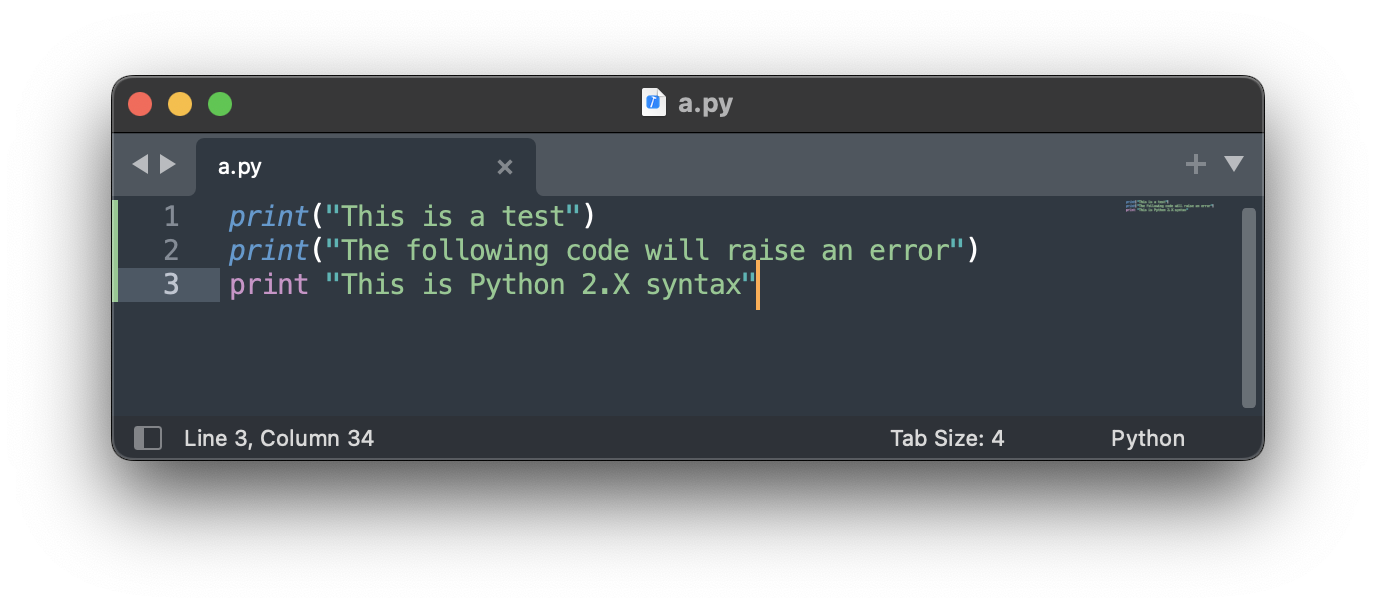 a.py
a.py
1 print("This is a test")
2 print("The following code will raise an error")
3 print "This is Python 2.X syntax"
Line 3, Column 34 Tab Size: 4 Python